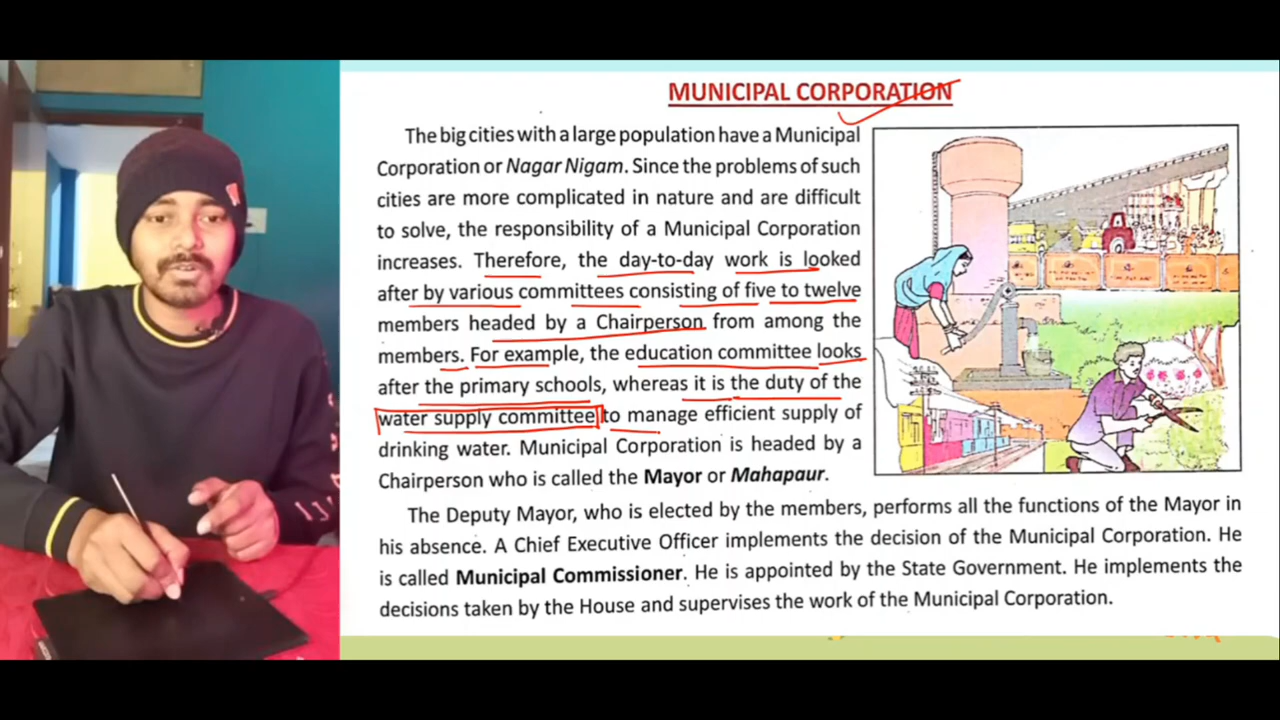 MUNICIPAL CORPORATION
The big cities with a large population have a Municipal
Corporation or Nagar Nigam. Since the problems of such
cities are more complicated in nature and are difficult
to solve, the responsibility of a Municipal Corporation
increases. Therefore, the day-to-day work is looked
after by various committees consisting of five to twelve
members headed by a Chairperson from among the
members. For example, the education committee looks
after the primary schools, whereas it is the duty of the
water supply committee to manage efficient supply of
drinking water. Municipal Corporation is headed by a
Chairperson who is called the Mayor or Mahapaur.
The Deputy Mayor, who is elected by the members, performs all the functions of the Mayor in
his absence. A Chief Executive Officer implements the decision of the Municipal Corporation. He
is called Municipal Commissioner. He is appointed by the State Government. He implements the
decisions taken by the House and supervises the work of the Municipal Corporation.